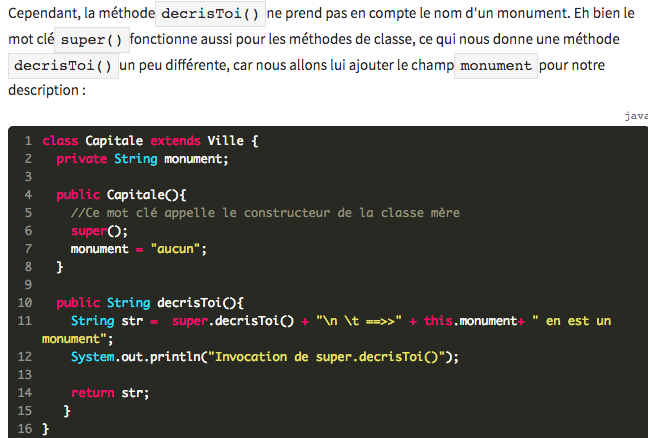 Cependant, la méthode decrisToi() ne prend pas en compte le nom d'un monument. Eh bien le
mot clé super() fonctionne aussi pour les méthodes de classe, ce qui nous donne une méthode
decrisToi() un peu différente, car nous allons lui ajouter le champ monument pour notre
description :
java
1 class Capitale extends Ville {
2   private String monument;
3
4   public Capitale(){
5     //Ce mot clé appelle le constructeur de la classe mère
6     super();
7     monument = "aucun";
8   }
9
10   public String decrisToi(){
11     String str =  super.decrisToi() + "\n \t ==>>" + this.monument+ " en est un
monument";
12     System.out.println("Invocation de super.decrisToi()");
13
14     return str;
15    }
16 }